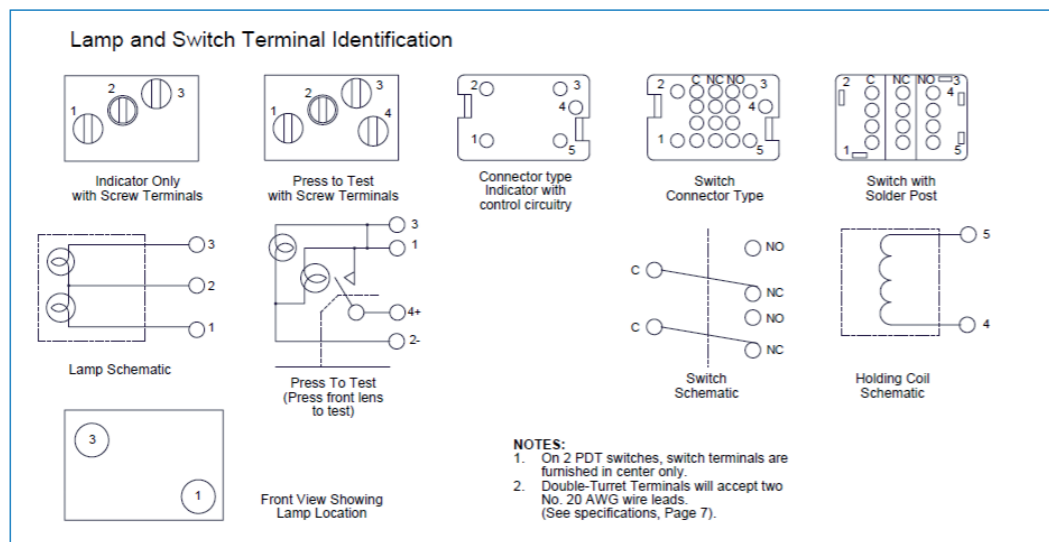 Lamp and Switch Terminal Identification
1 2 3
Indicator Only
with Screw Terminals
1 2 3 4
Press to Test
with Screw Terminals
2 3
4
1 5
Connector type
Indicator with
control circuitry
C NC NO
2 3
4
1 5
Switch
Connector Type
2 C NC NO 3
4
1 5
Switch with
Solder Post
3
2
1
Lamp Schematic
3
1
4+
2-
Press To Test
(Press front lens
to test)
NO
C
NC
NO
C
NC
Switch
Schematic
5
4
Holding Coil
Schematic
3
1
Front View Showing
Lamp Location
NOTES:
1. On 2 PDT switches, switch terminals are
furnished in center only.
2. Double-Turret Terminals will accept two
No. 20 AWG wire leads.
(See specifications, Page 7).